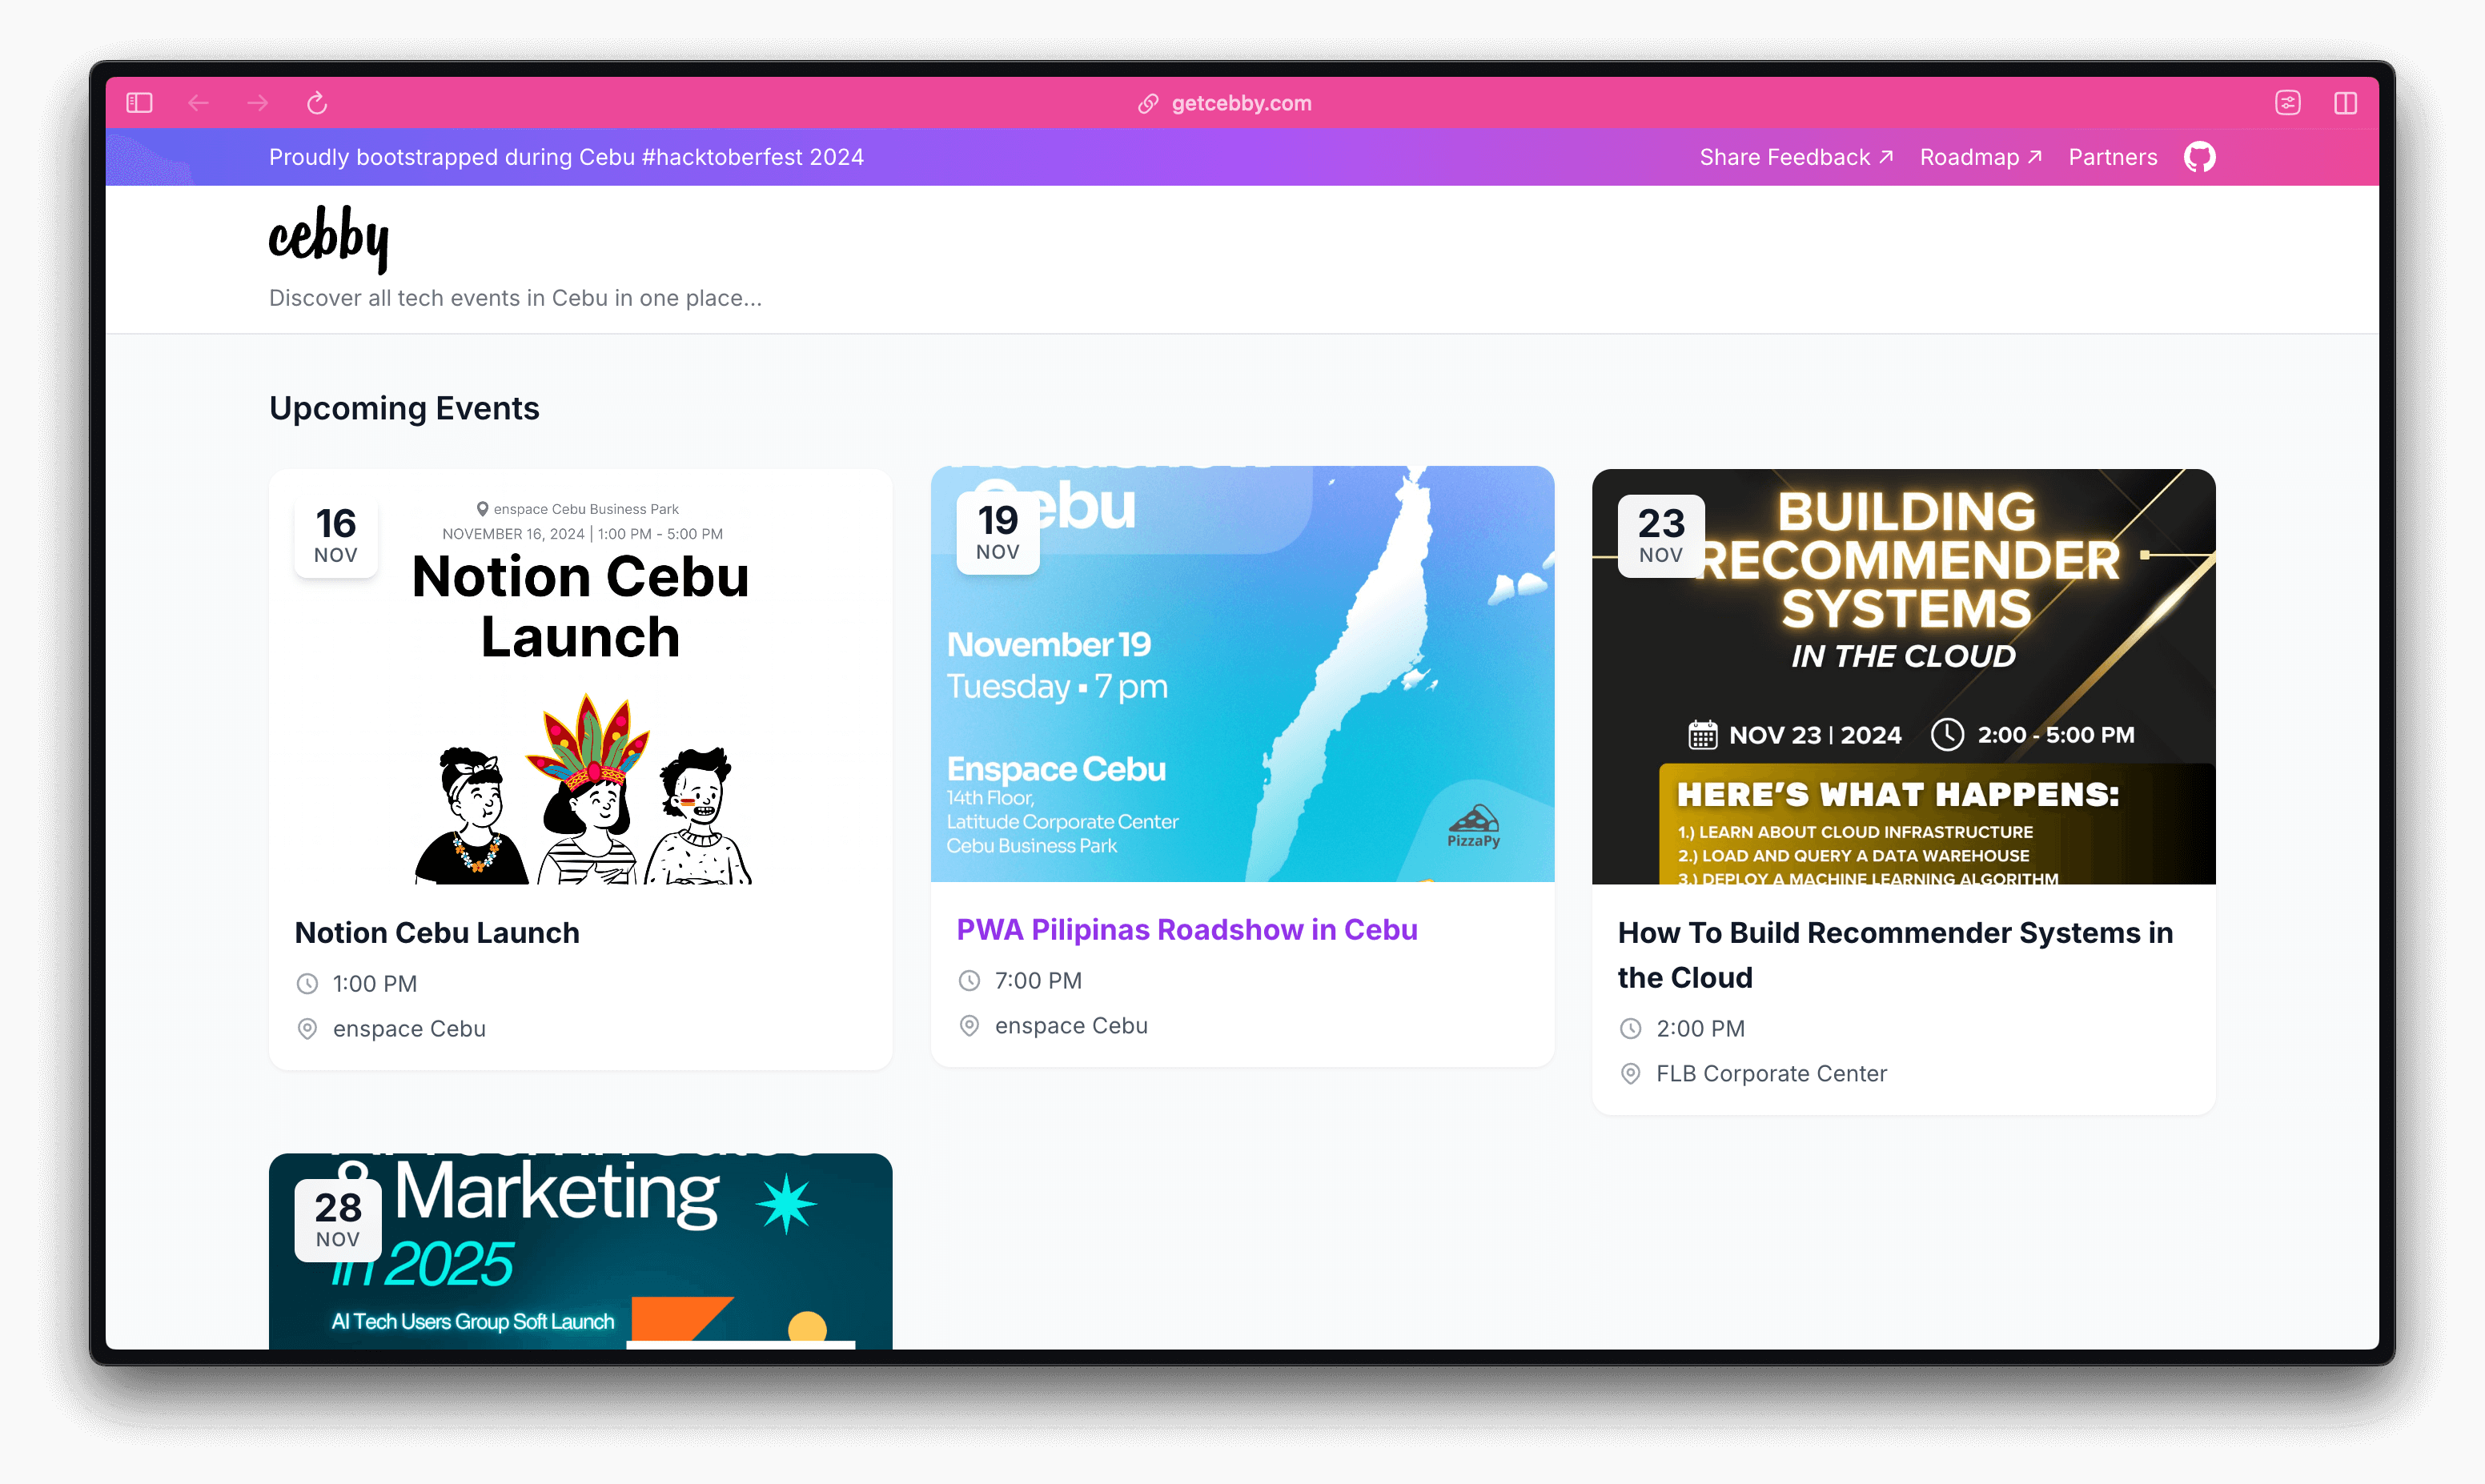 getcebby.com
Proudly bootstrapped during Cebu #hacktoberfest 2024
Share Feedback
Roadmap
Partners
cebby
Discover all tech events in Cebu in one place...
Upcoming Events
16
NOV
enspace Cebu Business Park
NOVEMBER 16, 2024 | 1:00 PM - 5:00 PM
Notion Cebu
Launch
Notion Cebu Launch
1:00 PM
enspace Cebu
19
NOV
Cebu
November 19
Tuesday ▪ 7 pm
Enspace Cebu
14th Floor,
Latitude Corporate Center
Cebu Business Park
PizzaPy
PWA Pilipinas Roadshow in Cebu
7:00 PM
enspace Cebu
23
NOV
BUILDING
RECOMMENDER
SYSTEMS
IN THE CLOUD
NOV 23 | 2024
2:00 - 5:00 PM
HERE'S WHAT HAPPENS:
1.) LEARN ABOUT CLOUD INFRASTRUCTURE
2.) LOAD AND QUERY A DATA WAREHOUSE
3.) DEPLOY A MACHINE LEARNING ALGORITHM
How To Build Recommender Systems in
the Cloud
2:00 PM
FLB Corporate Center
28
NOV
& Marketing
in 2025
AI Tech Users Group Soft Launch